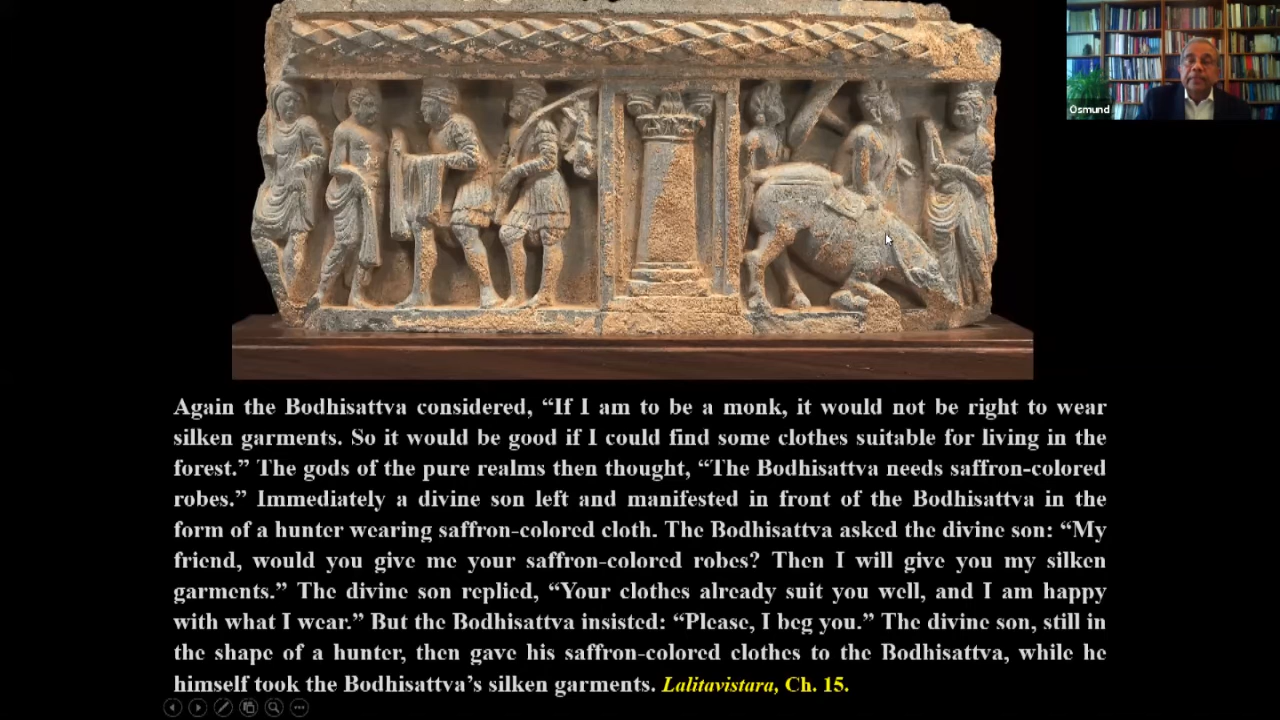 Osmund
Again the Bodhisattva considered, “If I am to be a monk, it would not be right to wear
silken garments. So it would be good if I could find some clothes suitable for living in the
forest.” The gods of the pure realms then thought, “The Bodhisattva needs saffron-colored
robes.” Immediately a divine son left and manifested in front of the Bodhisattva in the
form of a hunter wearing saffron-colored cloth. The Bodhisattva asked the divine son: “My
friend, would you give me your saffron-colored robes? Then I will give you my silken
garments.” The divine son replied, “Your clothes already suit you well, and I am happy
with what I wear.” But the Bodhisattva insisted: “Please, I beg you.” The divine son, still in
the shape of a hunter, then gave his saffron-colored clothes to the Bodhisattva, while he
himself took the Bodhisattva’s silken garments. Lalitavistara, Ch. 15.